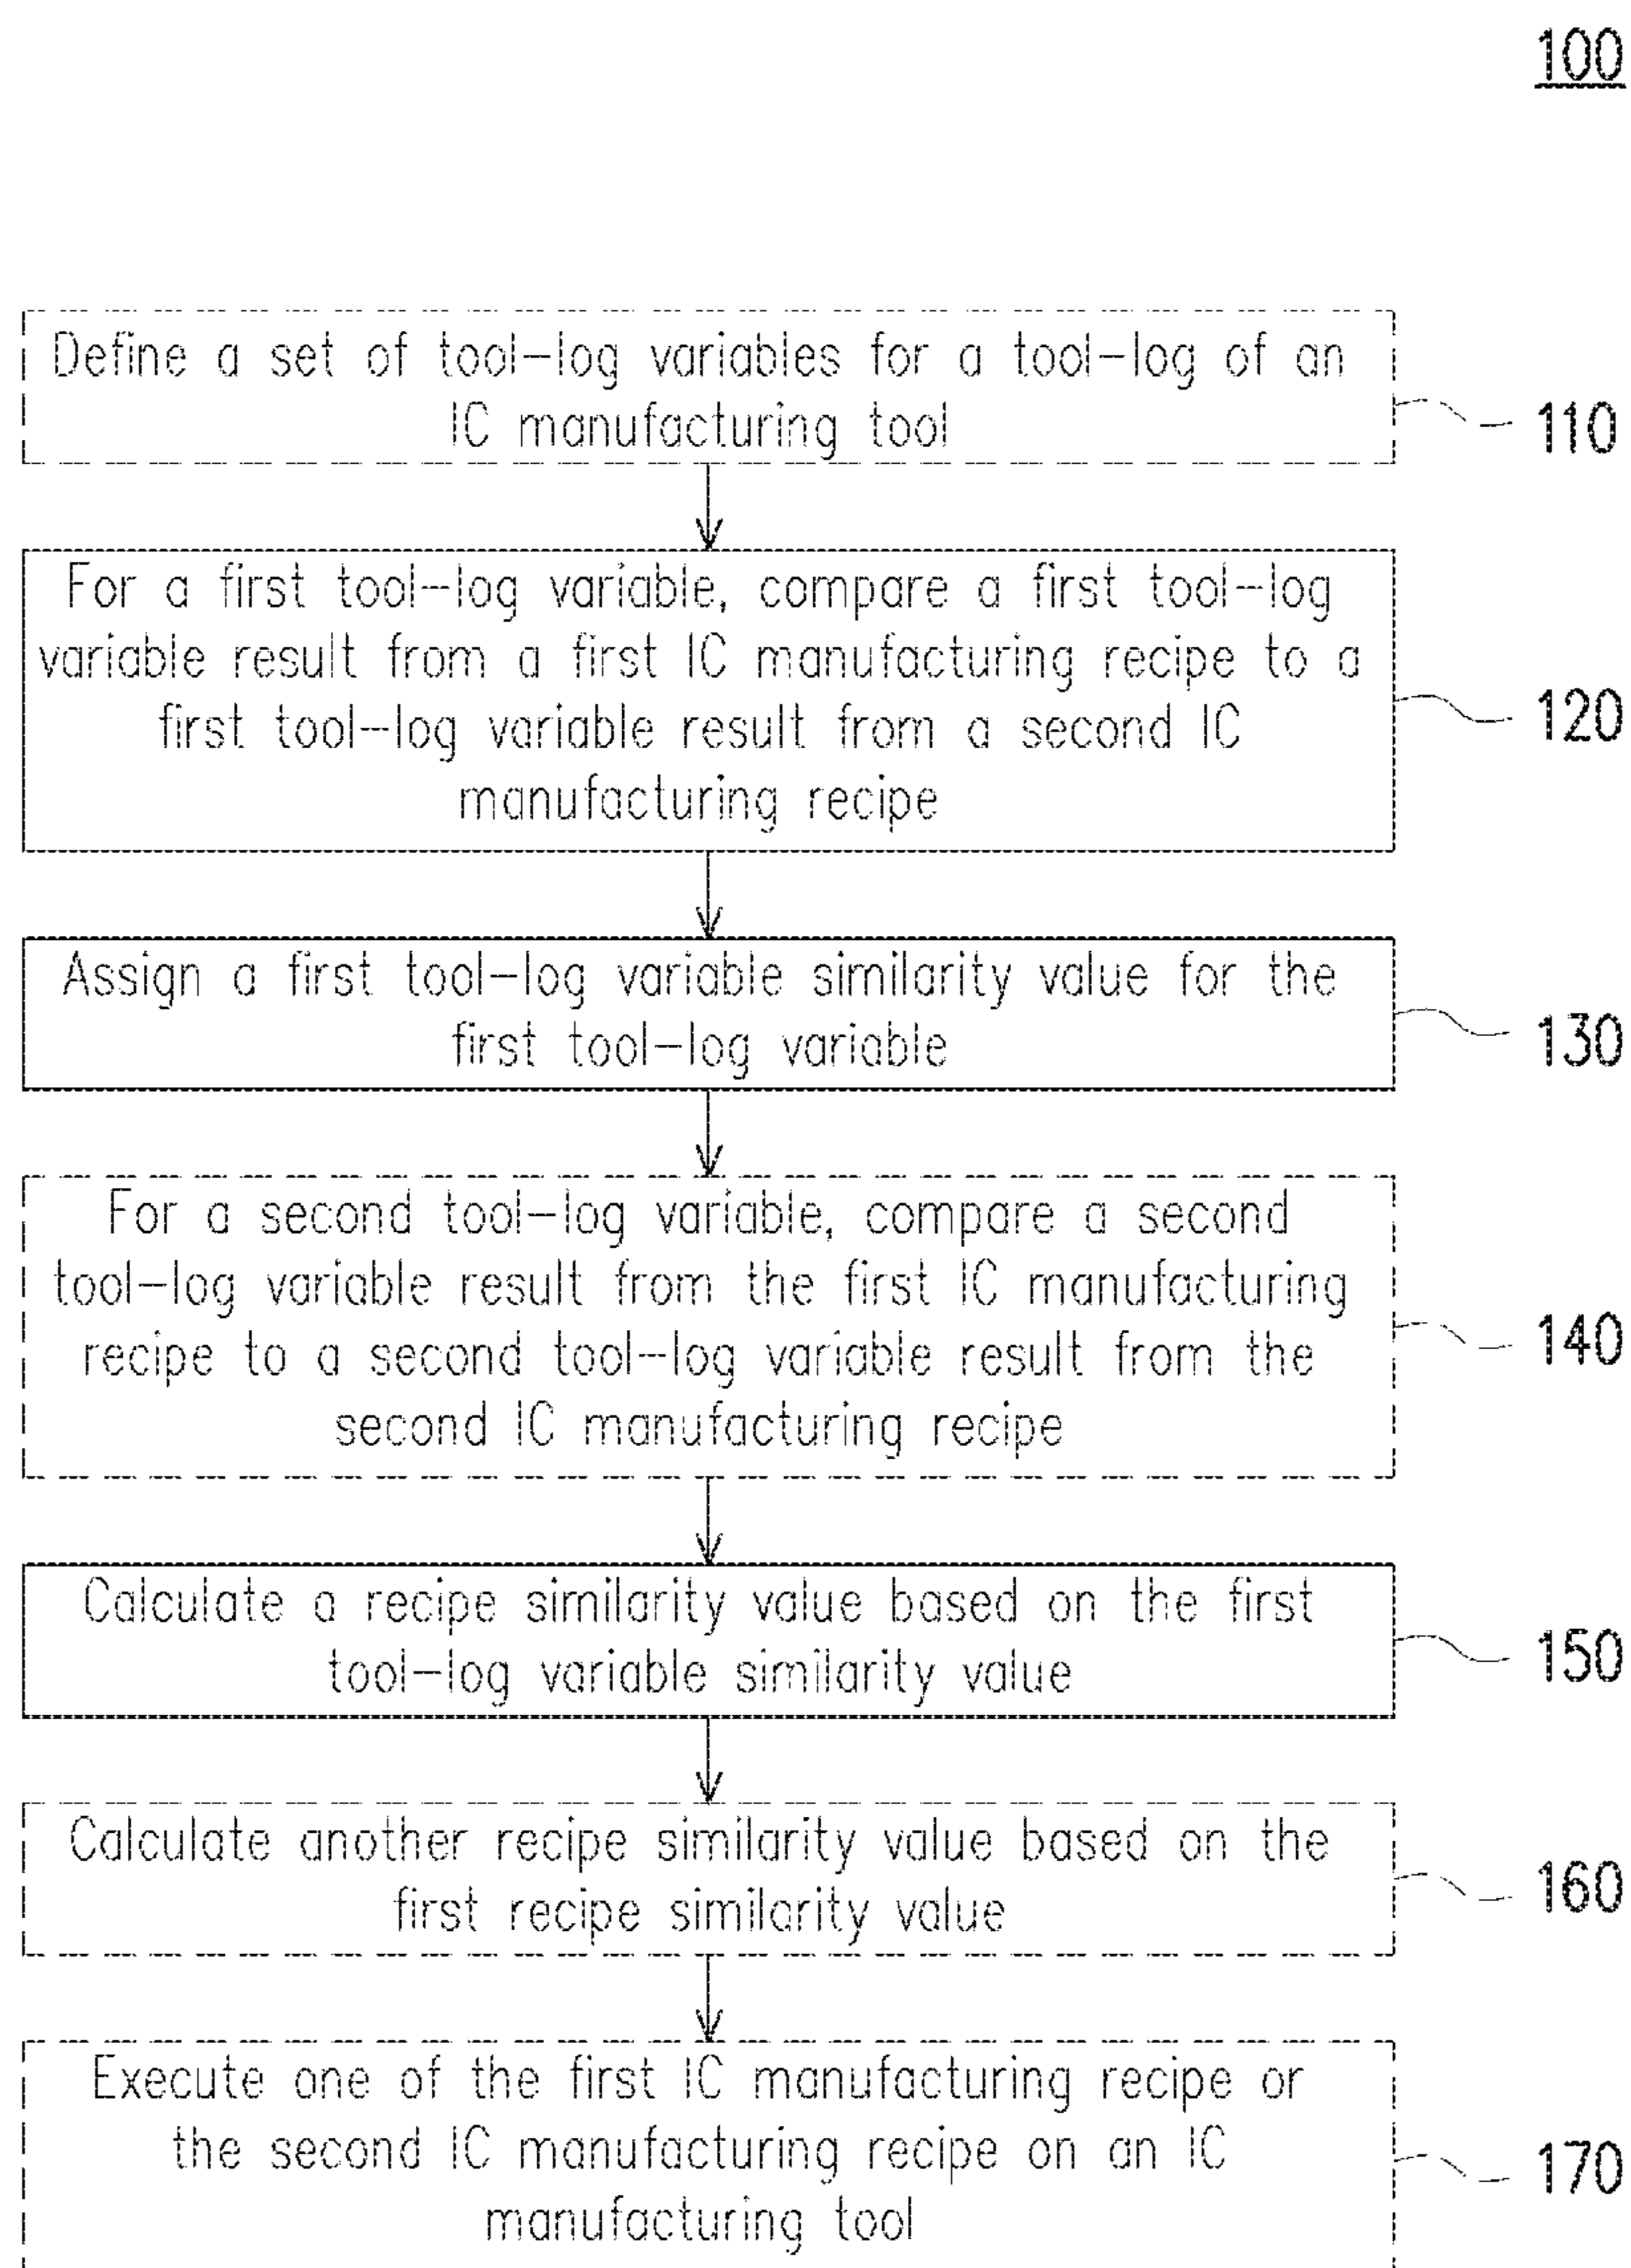 100
Define a set of tool-log variables for a tool-log of an
IC manufacturing tool
110
For a first tool-log variable, compare a first tool-log
variable result from a first IC manufacturing recipe to a
first tool-log variable result from a second IC
manufacturing recipe
120
Assign a first tool-log variable similarity value for the
first tool-log variable
130
For a second tool-log variable, compare a second
tool-log variable result from the first IC manufacturing
recipe to a second tool-log variable result from the
second IC manufacturing recipe
140
Calculate a recipe similarity value based on the first
tool-log variable similarity value
150
Calculate another recipe similarity value based on the
first recipe similarity value
160
Execute one of the first IC manufacturing recipe or
the second IC manufacturing recipe on an IC
manufacturing tool
170